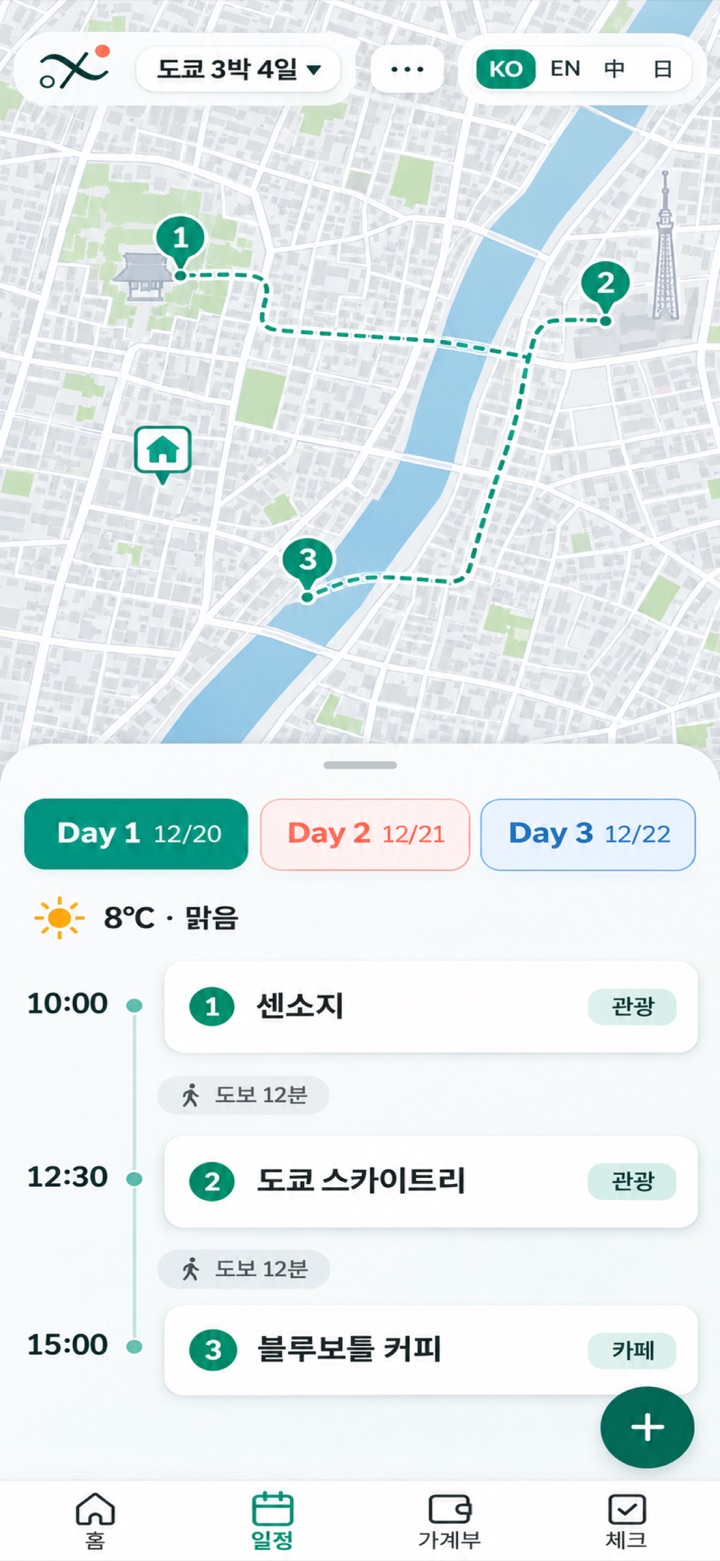 도쿄 3박 4일 ▾ ... KO EN 中 日
1
2
3
Day 1 12/20 Day 2 12/21 Day 3 12/22
8°C · 맑음
10:00 1 센소지 관광
도보 12분
12:30 2 도쿄 스카이트리 관광
도보 12분
15:00 3 블루보틀 커피 카페
+
홈 일정 가계부 체크